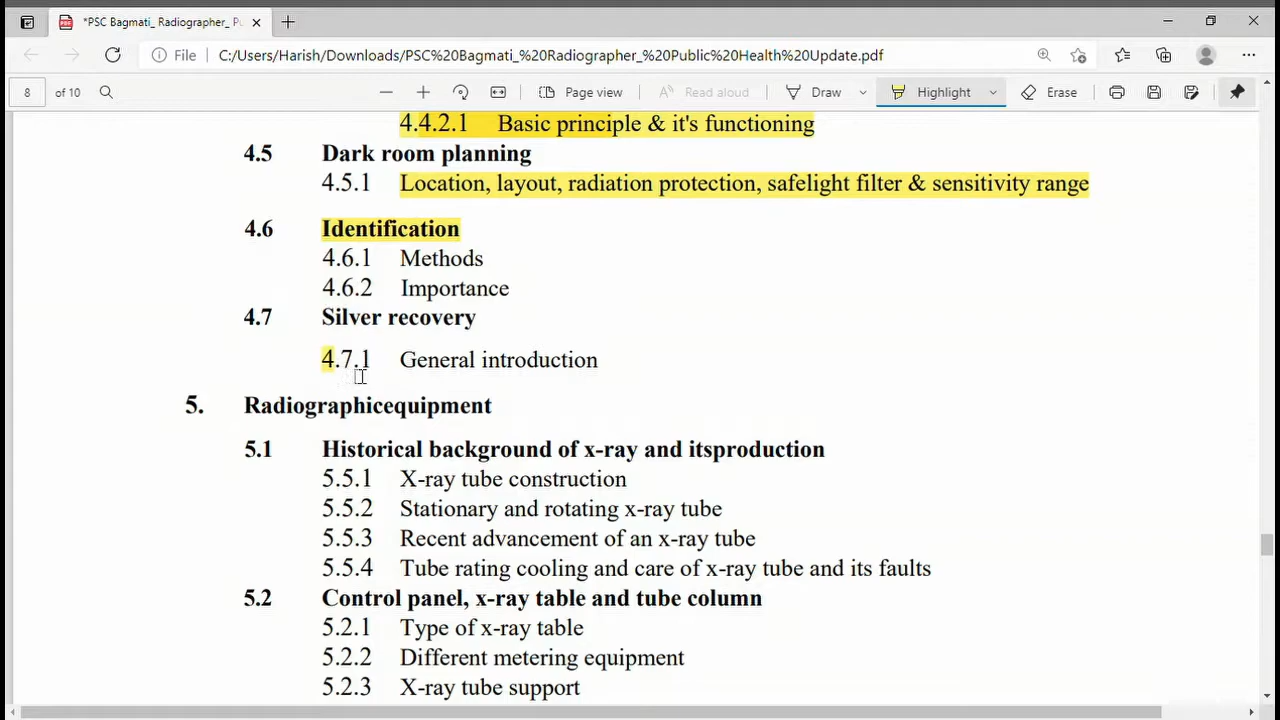 *PSC Bagmati_ Radiographer_ Pu
File
C:/Users/Harish/Downloads/PSC%20Bagmati_%20Radiographer_%20Public%20Health%20Update.pdf
8 of 10
Page view
Read aloud
Draw
Highlight
Erase
4.4.2.1 Basic principle & it's functioning
4.5 Dark room planning
4.5.1 Location, layout, radiation protection, safelight filter & sensitivity range
4.6 Identification
4.6.1 Methods
4.6.2 Importance
4.7 Silver recovery
4.7.1 General introduction
5. Radiographicequipment
5.1 Historical background of x-ray and itsproduction
5.5.1 X-ray tube construction
5.5.2 Stationary and rotating x-ray tube
5.5.3 Recent advancement of an x-ray tube
5.5.4 Tube rating cooling and care of x-ray tube and its faults
5.2 Control panel, x-ray table and tube column
5.2.1 Type of x-ray table
5.2.2 Different metering equipment
5.2.3 X-ray tube support